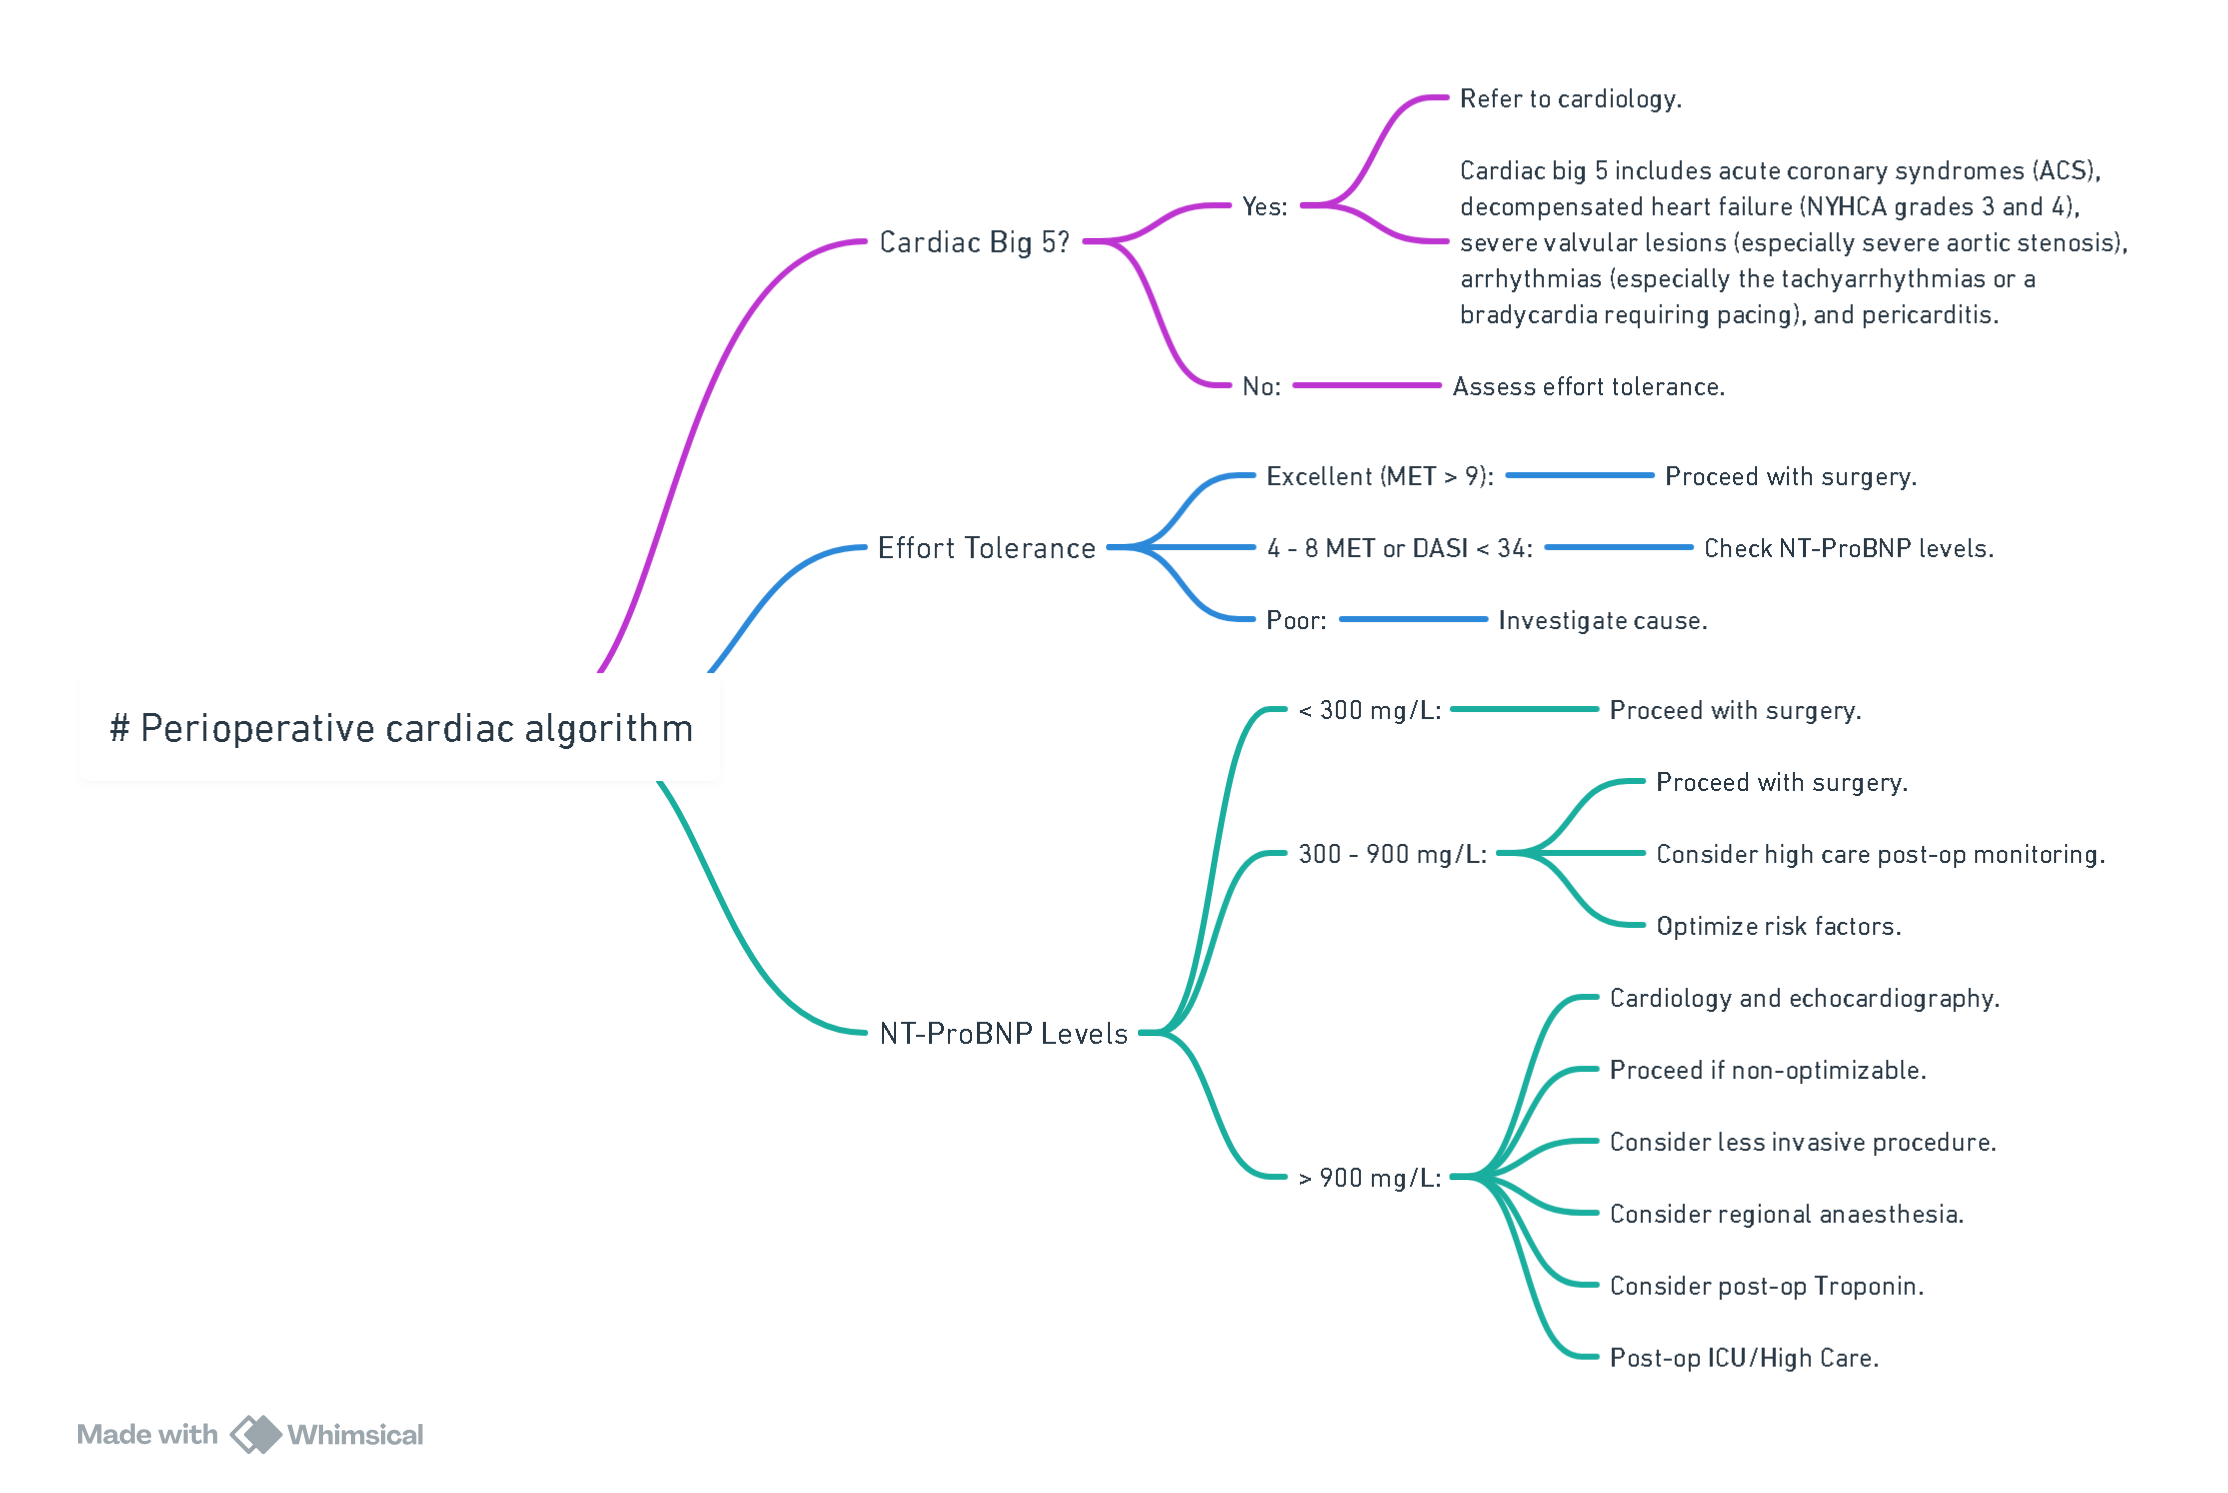 # Perioperative cardiac algorithm
Cardiac Big 5?
Yes:
Refer to cardiology.
Cardiac big 5 includes acute coronary syndromes (ACS),
decompensated heart failure (NYHCA grades 3 and 4),
severe valvular lesions (especially severe aortic stenosis),
arrhythmias (especially the tachyarrhythmias or a
bradycardia requiring pacing), and pericarditis.
No:
Assess effort tolerance.
Effort Tolerance
Excellent (MET > 9):
Proceed with surgery.
4 - 8 MET or DASI < 34:
Check NT-ProBNP levels.
Poor:
Investigate cause.
NT-ProBNP Levels
< 300 mg/L:
Proceed with surgery.
300 - 900 mg/L:
Proceed with surgery.
Consider high care post-op monitoring.
Optimize risk factors.
> 900 mg/L:
Cardiology and echocardiography.
Proceed if non-optimizable.
Consider less invasive procedure.
Consider regional anaesthesia.
Consider post-op Troponin.
Post-op ICU/High Care.
Made with Whimsical